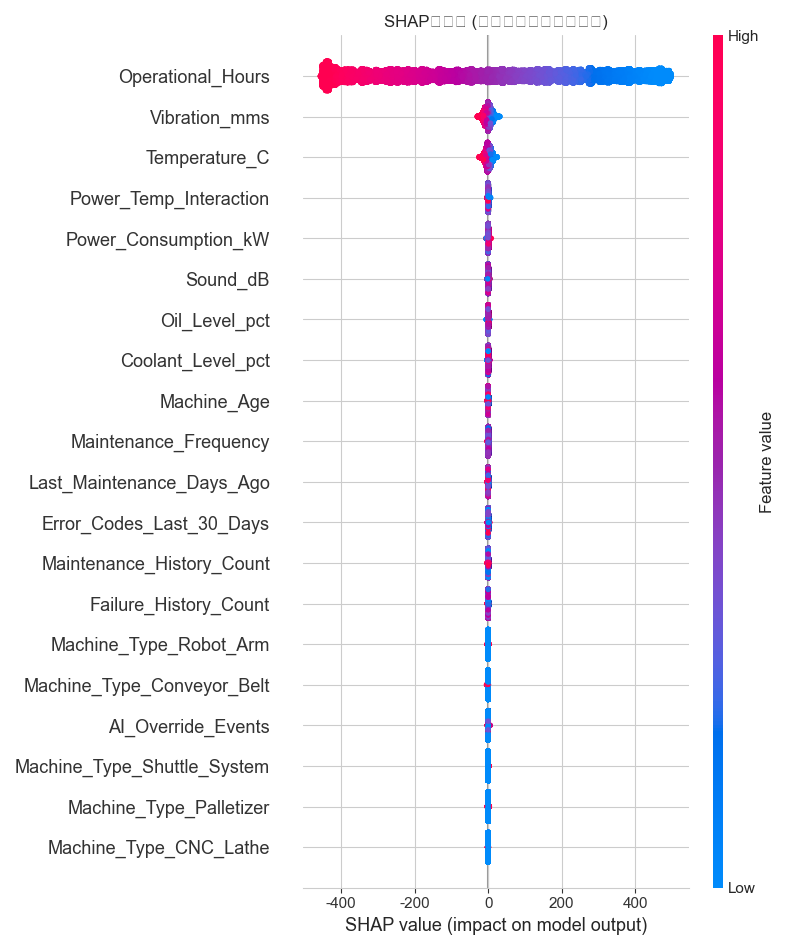 SHAP (
High
Operational_Hours
Vibration_mms
Temperature_C
Power_Temp_Interaction
Power_Consumption_kW
Sound_dB
Oil_Level_pct
Coolant_Level_pct
Machine_Age
Maintenance_Frequency
Last_Maintenance_Days_Ago
Error_Codes_Last_30_Days
Maintenance_History_Count
Failure_History_Count
Machine_Type_Robot_Arm
Machine_Type_Conveyor_Belt
AI_Override_Events
Machine_Type_Shuttle_System
Machine_Type_Palletizer
Machine_Type_CNC_Lathe
Feature value
Low
-400 -200 0 200 400
SHAP value (impact on model output)